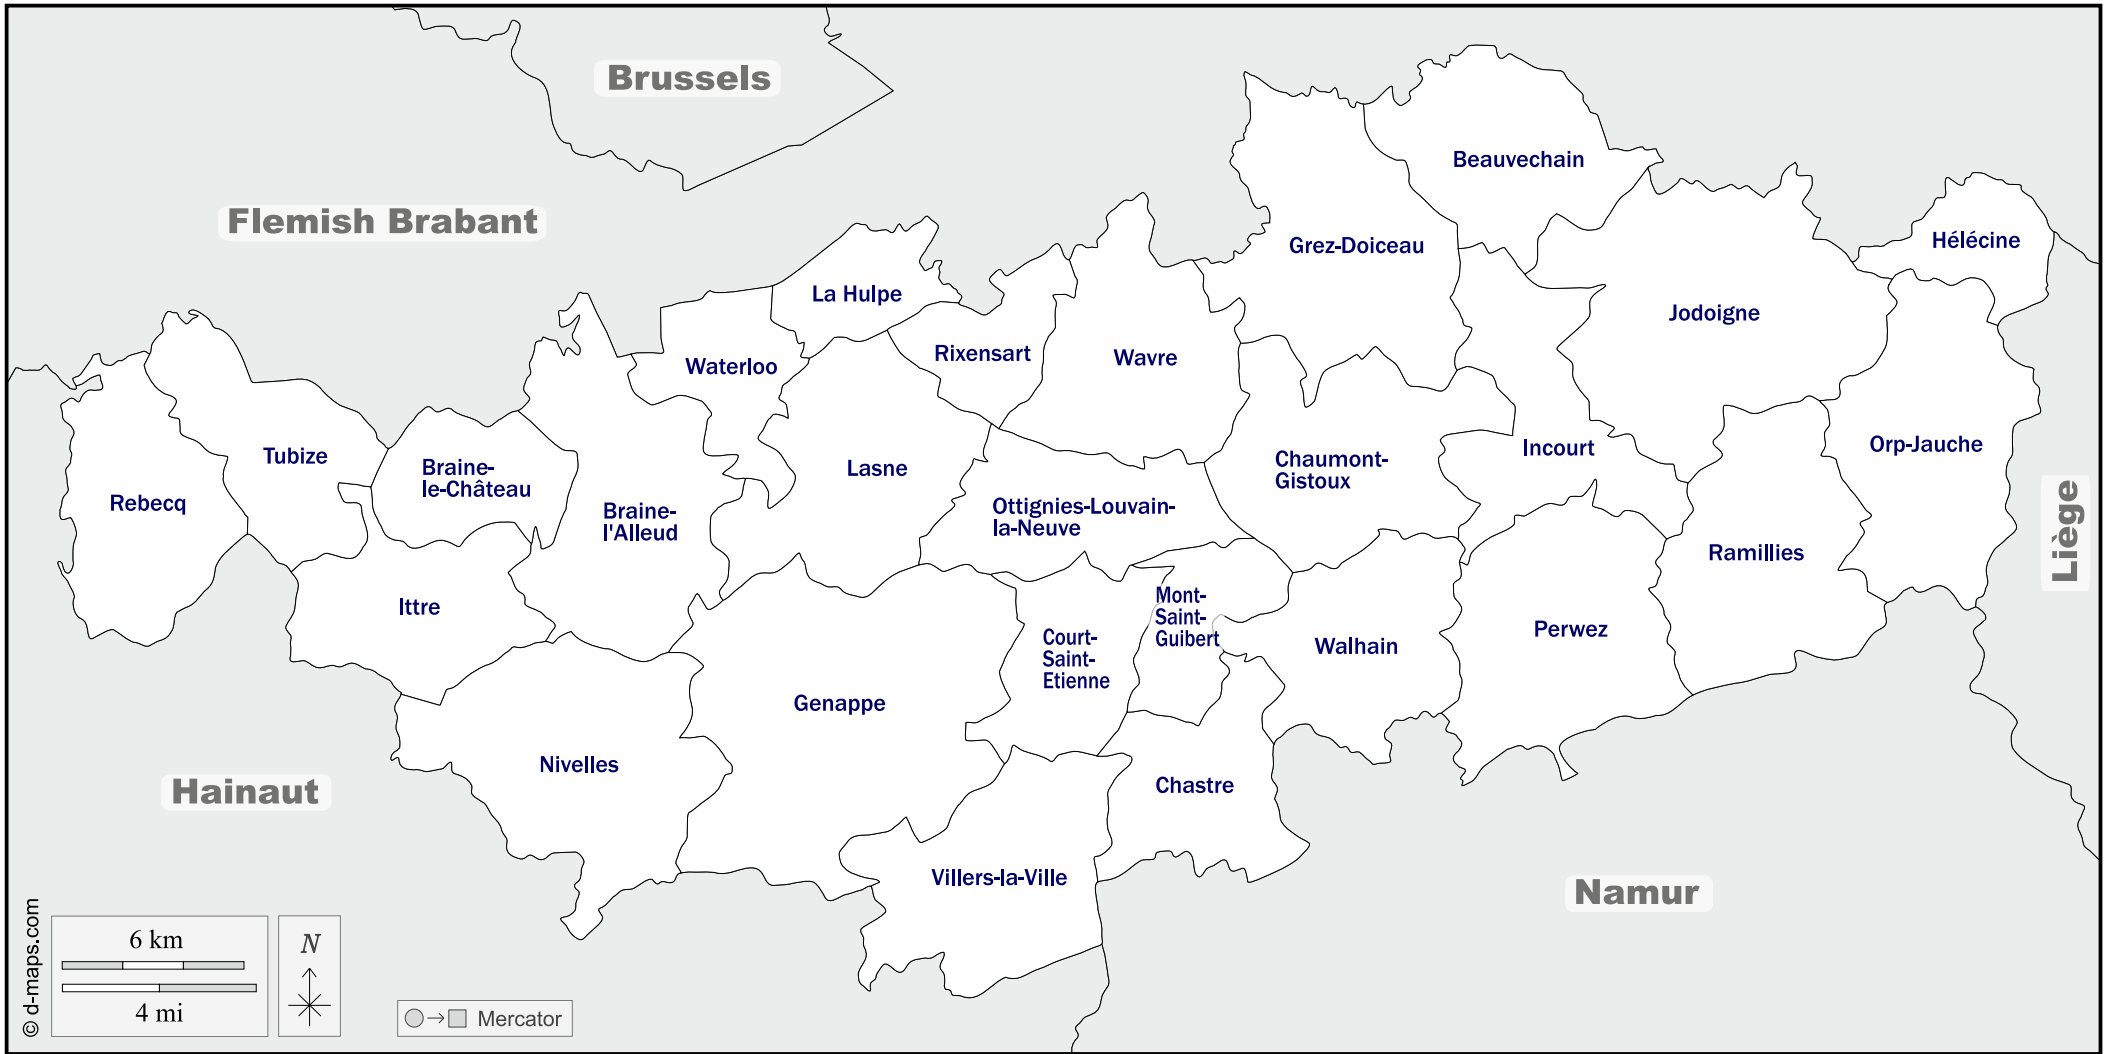 Brussels
Beauvechain
Flemish Brabant
Hélécine
Grez-Doiceau
La Hulpe
Jodoigne
Rixensart
Wavre
Waterloo
Orp-Jauche
Incourt
Tubize
Braine-
le-Château
Lasne
Chaumont-
Gistoux
Rebecq
Braine-
l'Alleud
Ottignies-Louvain-
la-Neuve
Liège
Ramillies
Ittre
Mont-
Saint-
Guibert
Court-
Saint-
Etienne
Walhain
Perwez
Genappe
Nivelles
Chastre
Hainaut
Villers-la-Ville
Namur
© d-maps.com
6 km
4 mi
N
Mercator